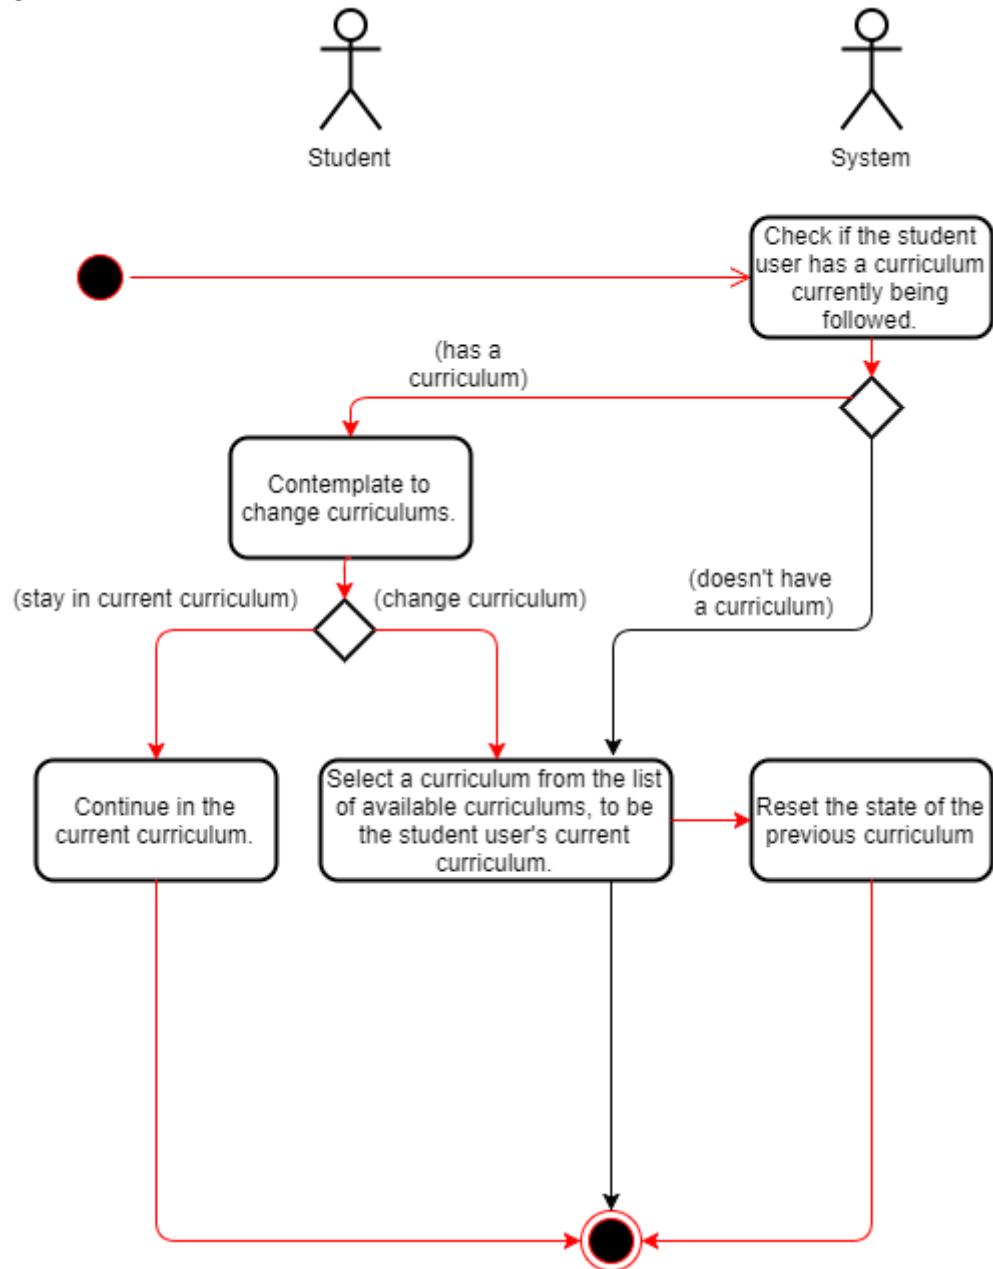 Student
System
Check if the student
user has a curriculum
currently being
followed.
(has a
curriculum)
Contemplate to
change curriculums.
(stay in current curriculum)
(change curriculum)
(doesn't have
a curriculum)
Continue in the
current curriculum.
Select a curriculum from the list
of available curriculums, to be
the student user's current
curriculum.
Reset the state of the
previous curriculum